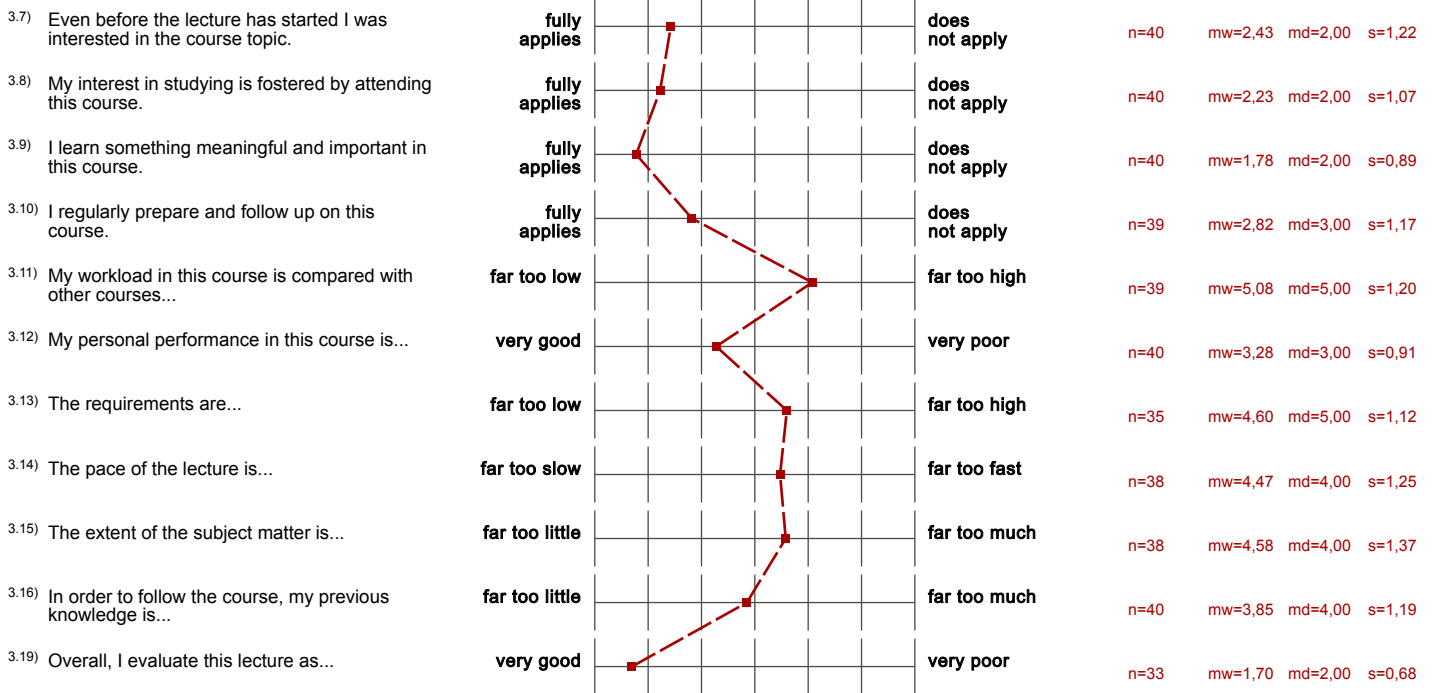 3.7) Even before the lecture has started I was
interested in the course topic.
fully
applies
does
not apply
n=40 mw=2,43 md=2,00 s=1,22
3.8) My interest in studying is fostered by attending
this course.
fully
applies
does
not apply
n=40 mw=2,23 md=2,00 s=1,07
3.9) I learn something meaningful and important in
this course.
fully
applies
does
not apply
n=40 mw=1,78 md=2,00 s=0,89
3.10) I regularly prepare and follow up on this
course.
fully
applies
does
not apply
n=39 mw=2,82 md=3,00 s=1,17
3.11) My workload in this course is compared with
other courses...
far too low
far too high
n=39 mw=5,08 md=5,00 s=1,20
3.12) My personal performance in this course is...
very good
very poor
n=40 mw=3,28 md=3,00 s=0,91
3.13) The requirements are...
far too low
far too high
n=35 mw=4,60 md=5,00 s=1,12
3.14) The pace of the lecture is...
far too slow
far too fast
n=38 mw=4,47 md=4,00 s=1,25
3.15) The extent of the subject matter is...
far too little
far too much
n=38 mw=4,58 md=4,00 s=1,37
3.16) In order to follow the course, my previous
knowledge is...
far too little
far too much
n=40 mw=3,85 md=4,00 s=1,19
3.19) Overall, I evaluate this lecture as...
very good
very poor
n=33 mw=1,70 md=2,00 s=0,68